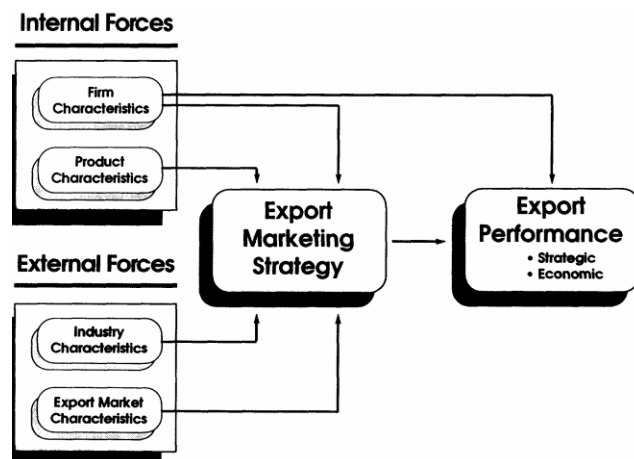 Internal Forces
Firm
Characteristics
Product
Characteristics
External Forces
Industry
Characteristics
Export Market
Characteristics
Export
Marketing
Strategy
Export
Performance
• Strategic
• Economic